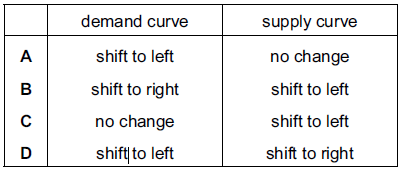 demand curve supply curve
A shift to left no change
B shift to right shift to left
C no change shift to left
D shift to left shift to right